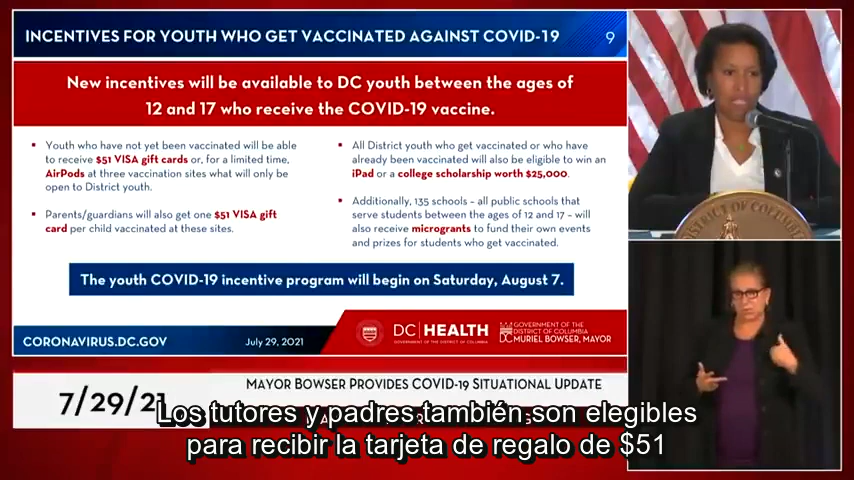 INCENTIVES FOR YOUTH WHO GET VACCINATED AGAINST COVID-19
9
New incentives will be available to DC youth between the ages of
12 and 17 who receive the COVID-19 vaccine.
Youth who have not yet been vaccinated will be able
to receive $51 VISA gift cards or, for a limited time,
AirPods at three vaccination sites what will only be
open to District youth.
Parents/guardians will also get one $51 VISA gift
card per child vaccinated at these sites.
All District youth who get vaccinated or who have
already been vaccinated will also be eligible to win an
iPad or a college scholarship worth $25,000.
Additionally, 135 schools – all public schools that
serve students between the ages of 12 and 17 – will
also receive microgrants to fund their own events
and prizes for students who get vaccinated.
The youth COVID-19 incentive program will begin on Saturday, August 7.
CORONAVIRUS.DC.GOV
July 29, 2021
DC HEALTH
GOVERNMENT OF THE DISTRICT OF COLUMBIA
GOVERNMENT OF THE
DISTRICT OF COLUMBIA
DC MURIEL BOWSER, MAYOR
DISTRICT OF COLUMB
7/29/21
MAYOR BOWSER PROVIDES COVID-19 SITUATIONAL UPDATE
Los tutores y padres también son elegibles
para recibir la tarjeta de regalo de $51